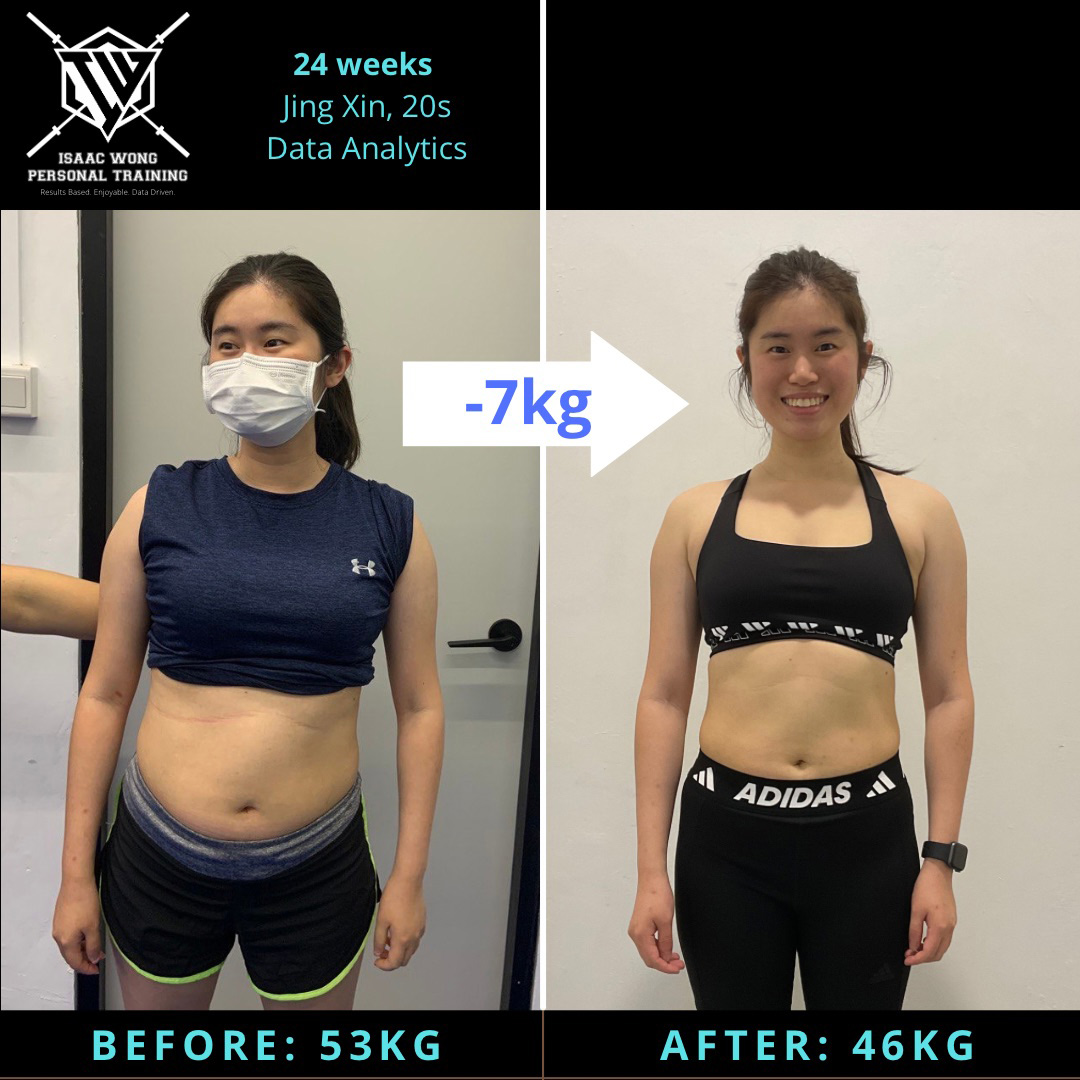 24 weeks
Jing Xin, 20s
Data Analytics
ISAAC WONG
PERSONAL TRAINING
Results Based. Enjoyable. Data Driven.
-7kg
ADIDAS
BEFORE: 53KG
AFTER: 46KG